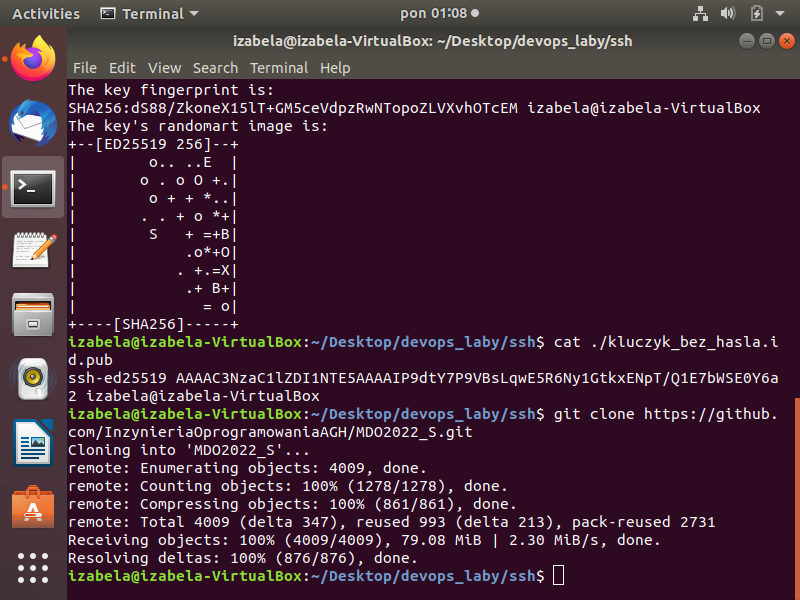 Activities Terminal pon 01:08
izabela@izabela-VirtualBox: ~/Desktop/devops_laby/ssh
File Edit View Search Terminal Help
The key fingerprint is:
SHA256:dS88/ZkoneX15lT+GM5ceVdpzRwNTopoZLVXvhOTcEM izabela@izabela-VirtualBox
The key's randomart image is:
+--[ED25519 256]--+
|        o.. ..E  |
|       o . o O +.|
|        o + + *..|
|       . . + o *+|
|        S   + =+B|
|            .o*+O|
|           . +.=X|
|            .+ B+|
|              = o|
+----[SHA256]-----+
izabela@izabela-VirtualBox:~/Desktop/devops_laby/ssh$ cat ./kluczyk_bez_hasla.i
d.pub
ssh-ed25519 AAAAC3NzaC1lZDI1NTE5AAAAIP9dtY7P9VBsLqwE5R6Ny1GtkxENpT/Q1E7bWSE0Y6a
2 izabela@izabela-VirtualBox
izabela@izabela-VirtualBox:~/Desktop/devops_laby/ssh$ git clone https://github.
com/InzynieriaOprogramowaniaAGH/MDO2022_S.git
Cloning into 'MDO2022_S'...
remote: Enumerating objects: 4009, done.
remote: Counting objects: 100% (1278/1278), done.
remote: Compressing objects: 100% (861/861), done.
remote: Total 4009 (delta 347), reused 993 (delta 213), pack-reused 2731
Receiving objects: 100% (4009/4009), 79.08 MiB | 2.30 MiB/s, done.
Resolving deltas: 100% (876/876), done.
izabela@izabela-VirtualBox:~/Desktop/devops_laby/ssh$